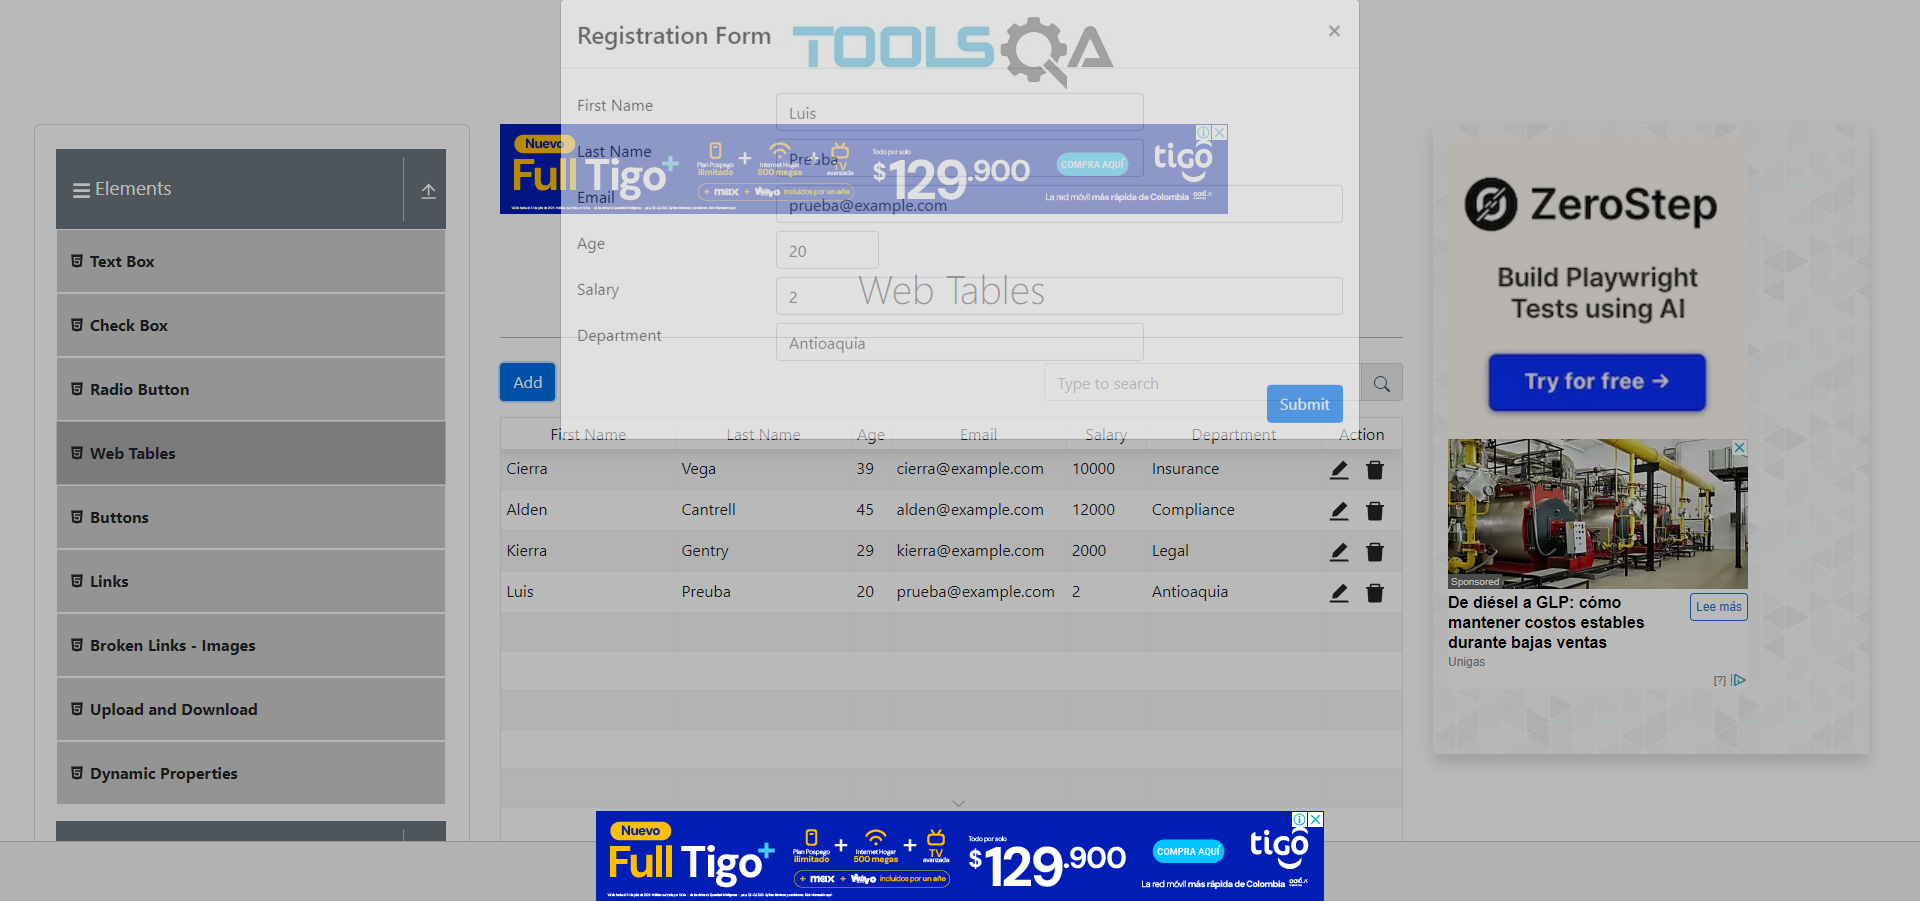 Registration Form
TOOLSQA
×
First Name
Luis
Last Name
Preuba
Email
prueba@example.com
Age
20
Salary
2
Department
Antioaquia
Submit
Elements
Text Box
Check Box
Radio Button
Web Tables
Buttons
Links
Broken Links - Images
Upload and Download
Dynamic Properties
Nuevo
Full Tigo+
Plan Pospago
ilimitado
+
Internet Hogar
500 megas
+
TV
avanzada
+ max + Wayo incluidos por un año
Todo por solo
$129.900
COMPRA AQUÍ
tigo
La red móvil más rápida de Colombia
Web Tables
Add
Type to search
First Name Last Name Age Email Salary Department Action
Cierra Vega 39 cierra@example.com 10000 Insurance
Alden Cantrell 45 alden@example.com 12000 Compliance
Kierra Gentry 29 kierra@example.com 2000 Legal
Luis Preuba 20 prueba@example.com 2 Antioaquia
Nuevo
Full Tigo+
Plan Pospago
ilimitado
+
Internet Hogar
500 megas
+
TV
avanzada
+ max + Wayo incluidos por un año
Todo por solo
$129.900
COMPRA AQUÍ
tigo
La red móvil más rápida de Colombia
ZeroStep
Build Playwright
Tests using AI
Try for free →
Sponsored
De diésel a GLP: cómo
mantener costos estables
durante bajas ventas
Lee más
Unigas
[?]